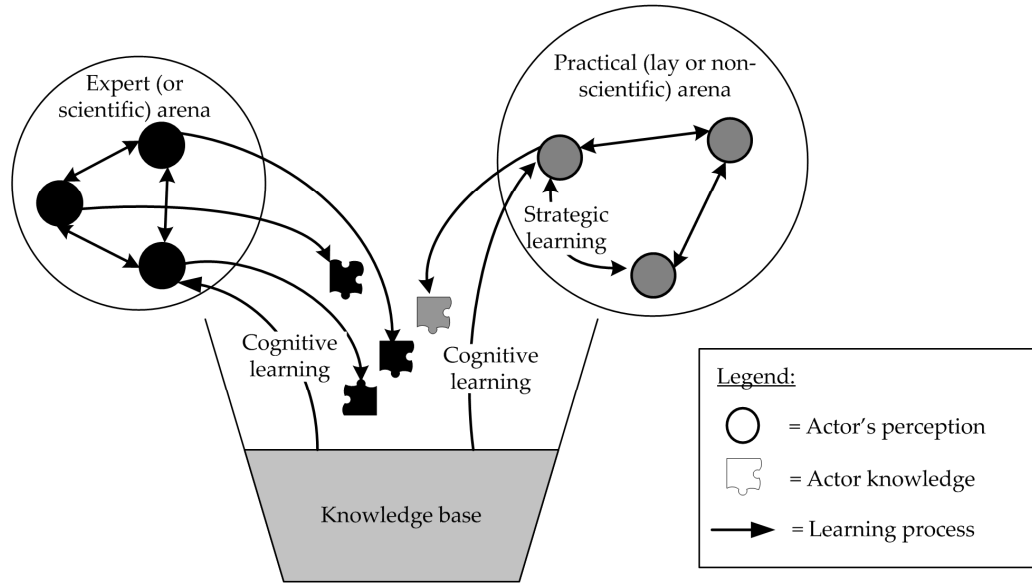 Expert (or
scientific) arena
Practical (lay or non-
scientific) arena
Strategic
learning
Cognitive
learning
Cognitive
learning
Knowledge base
Legend:
= Actor’s perception
= Actor knowledge
= Learning process